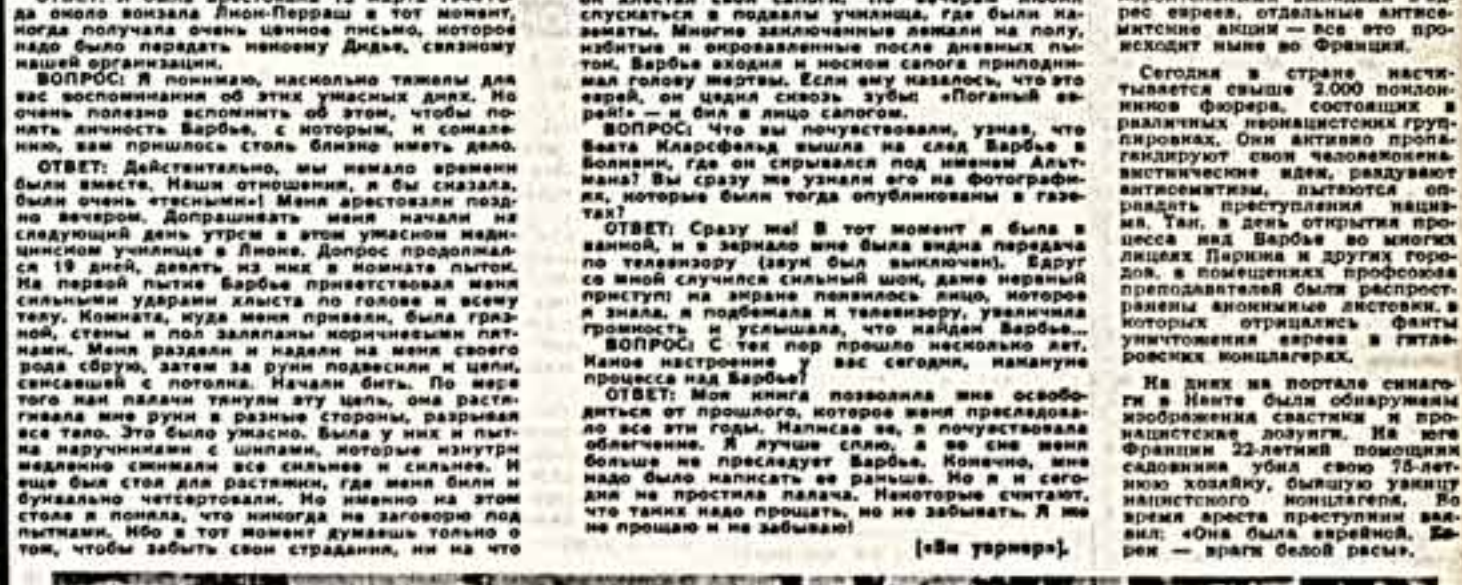 да около вокзала Лион-Перраш в тот момент,
когда получала очень ценное письмо, которое
надо было передать некоему Дидье, связному
нашей организации.
ВОПРОС: Я понимаю, насколько тяжелы для
вас воспоминания об этих ужасных днях. Но
очень полезно вспомнить об этом, чтобы по-
нять личность Барбье, с которым, к сожале-
нию, вам пришлось столь близко иметь дело.
ОТВЕТ: Действительно, мы немало времени
были вместе. Наши отношения, я бы сказала,
были очень «тесными»! Меня арестовали позд-
но вечером. Допрашивать меня начали на
следующий день утром в этом ужасном меди-
цинском училище в Лионе. Допрос продолжал-
ся 19 дней, девять из них в комнате пыток.
На первой пытке Барбье приветствовал меня
сильными ударами хлыста по голове и всему
телу. Комната, куда меня привели, была гряз-
ной, стены и пол заляпаны коричневыми пят-
нами. Меня раздели и надели на меня своего
рода сбрую, затем за руки подвесили к цепи,
свисавшей с потолка. Начали бить. По мере
того как палачи тянули эту цепь, она растя-
гивала мне руки в разные стороны, разрывая
все тело. Это было ужасно. Была у них и пыт-
ка наручниками с шипами, которые изнутри
медленно сжимали все сильнее и сильнее. И
еще был стол для растяжки, где меня били и
буквально четвертовали. Но именно на этом
столе я поняла, что никогда не заговорю под
пытками. Ибо в тот момент думаешь только о
том, чтобы забыть свои страдания, ни на что
спускаться в подвалы училища, где были ка-
зематы. Многие заключенные лежали на полу,
избитые и окровавленные после дневных пы-
ток. Барбье входил и носком сапога приподни-
мал голову жертвы. Если ему казалось, что это
еврей, он цедил сквозь зубы: «Поганый ев-
рей!» — и бил в лицо сапогом.
ВОПРОС: Что вы почувствовали, узнав, что
Беата Кларсфельд вышла на след Барбье в
Боливии, где он скрывался под именем Альт-
мана? Вы сразу же узнали его на фотографи-
ях, которые были тогда опубликованы в газе-
тах?
ОТВЕТ: Сразу же! В тот момент я была в
ванной, и в зеркало мне была видна передача
по телевизору (звук был выключен). Вдруг
со мной случился сильный шок, даже нервный
приступ: на экране появилось лицо, которое
я знала, я подбежала к телевизору, увеличила
громкость и услышала, что найден Барбье...
ВОПРОС: С тех пор прошло несколько лет.
Какое настроение у вас сегодня, накануне
процесса над Барбье?
ОТВЕТ: Моя книга позволила мне освобо-
диться от прошлого, которое меня преследова-
ло все эти годы. Написав ее, я почувствовала
облегчение. Я лучше сплю, а во сне меня
больше не преследует Барбье. Конечно, мне
надо было написать ее раньше. Но я и сего-
дня не простила палача. Некоторые считают,
что таких надо прощать, но не забывать. Я же
не прощаю и не забываю!
[«Ви увриер»].
рес евреев, отдельные антисе-
митские акции — все это про-
исходит ныне во Франции.
Сегодня в стране насчи-
тывается свыше 2.000 поклон-
ников фюрера, состоящих в
различных неонацистских груп-
пировках. Они активно пропа-
гандируют свои человеконена-
вистнические идеи, раздувают
антисемитизм, пытаются оп-
равдать преступления нациз-
ма. Так, в день открытия про-
цесса над Барбье во многих
лицеях Парижа и других горо-
дов, в помещениях профсоюза
преподавателей были распрост-
ранены анонимные листовки, в
которых отрицались факты
уничтожения евреев в гитле-
ровских концлагерях.
На днях на портале синаго-
ги в Нанте были обнаружены
изображения свастики и про-
нацистские лозунги. На юге
Франции 22-летний помощник
садовника убил свою 75-лет-
нюю хозяйку, бывшую узницу
нацистского концлагеря. Во
время ареста преступник зая-
вил: «Она была еврейкой. Ев-
реи — враги белой расы».